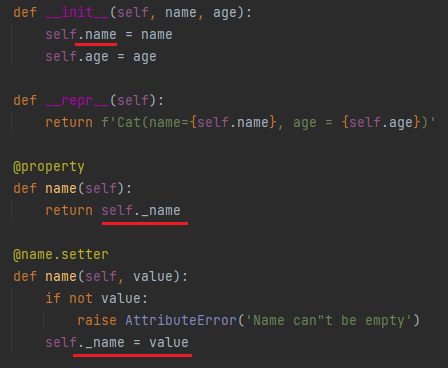 def __init__(self, name, age):
    self.name = name
    self.age = age
def __repr__(self):
    return f'Cat(name={self.name}, age = {self.age})'
@property
def name(self):
    return self._name
@name.setter
def name(self, value):
    if not value:
        raise AttributeError('Name can"t be empty')
    self._name = value